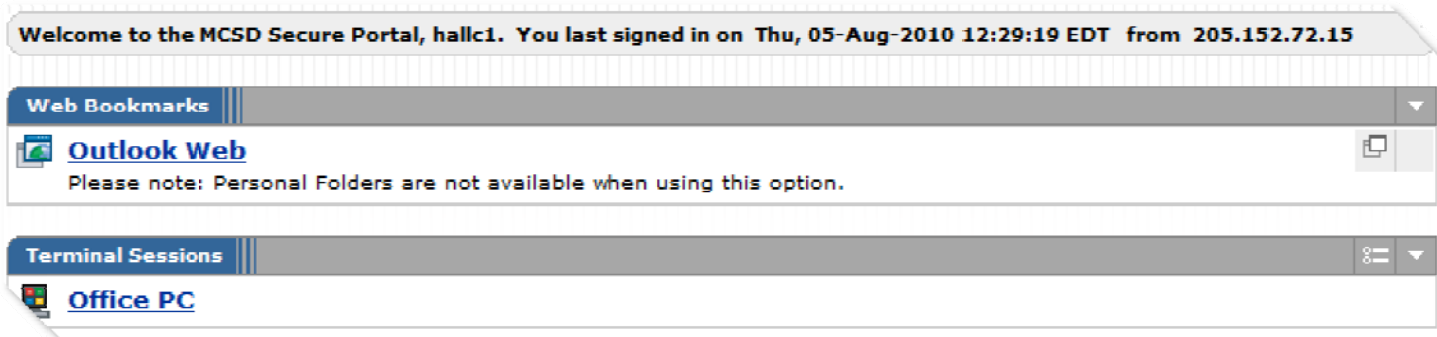 Welcome to the MCSD Secure Portal, hallc1. You last signed in on Thu, 05-Aug-2010 12:29:19 EDT from 205.152.72.15
Web Bookmarks
Outlook Web
Please note: Personal Folders are not available when using this option.
Terminal Sessions
Office PC